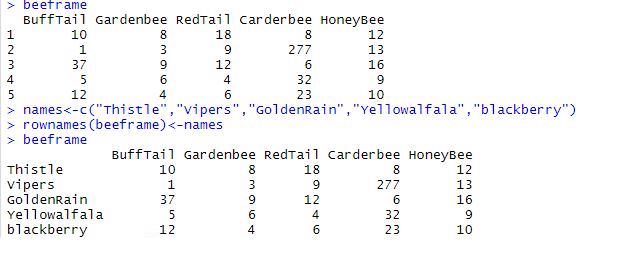 > beeframe
BuffTail Gardenbee RedTail Carderbee HoneyBee
1 10 8 18 8 12
2 1 3 9 277 13
3 37 9 12 6 16
4 5 6 4 32 9
5 12 4 6 23 10
> names<-c("Thistle","Vipers","GoldenRain","Yellowalfala","blackberry")
> rownames(beeframe)<-names
> beeframe
BuffTail Gardenbee RedTail Carderbee HoneyBee
Thistle 10 8 18 8 12
Vipers 1 3 9 277 13
GoldenRain 37 9 12 6 16
Yellowalfala 5 6 4 32 9
blackberry 12 4 6 23 10